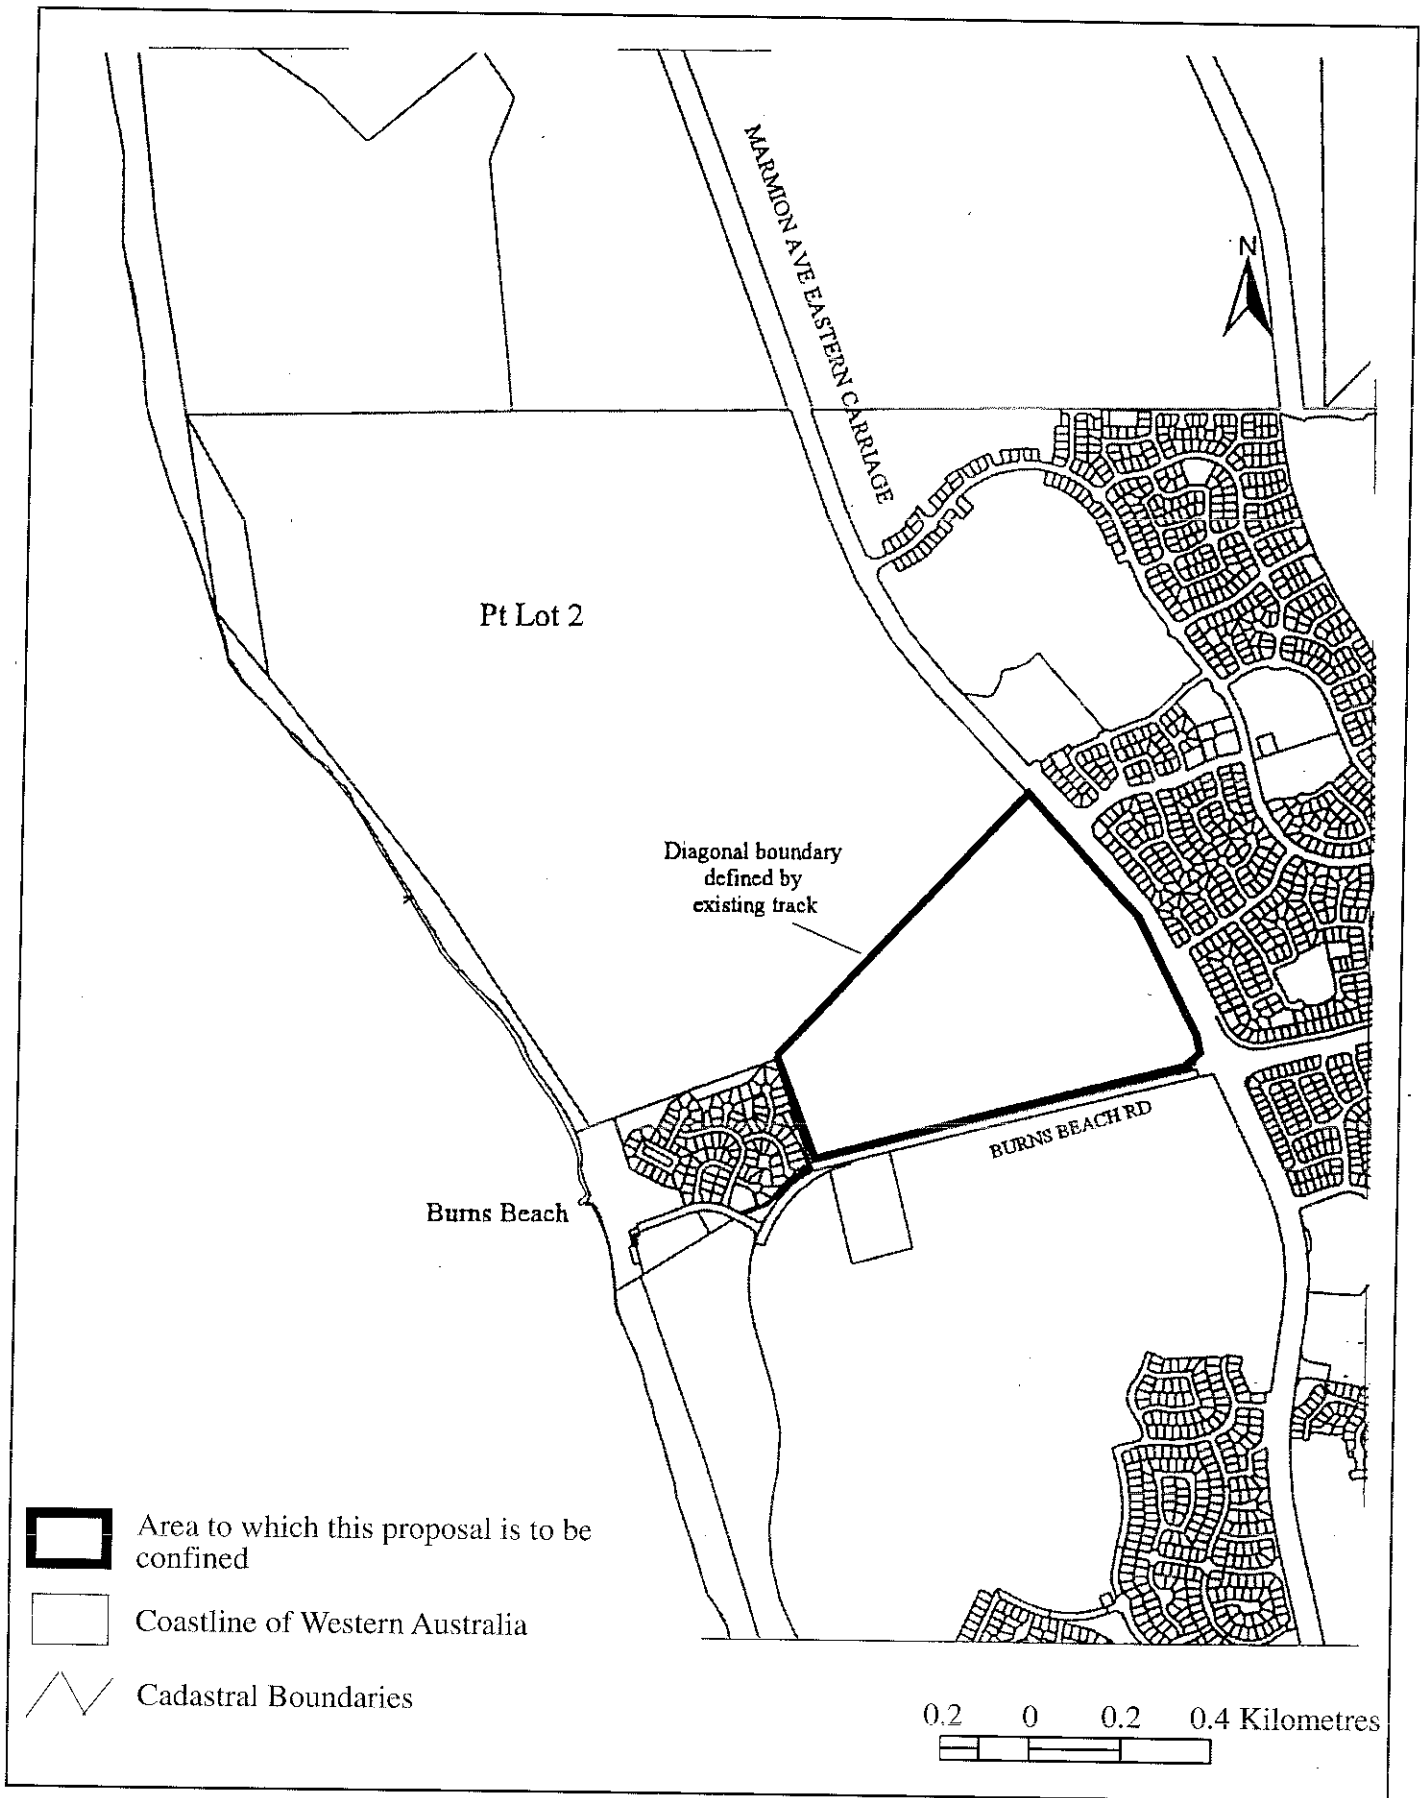 MARMION AVE EASTERN CARRIAGE
N
Pt Lot 2
Diagonal boundary
defined by
existing track
BURNS BEACH RD
Burns Beach
Area to which this proposal is to be
confined
Coastline of Western Australia
Cadastral Boundaries
0.2 0 0.2 0.4 Kilometres